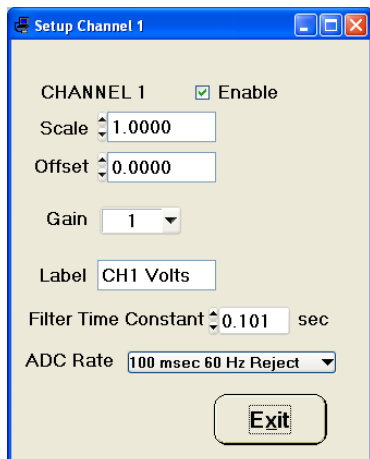 Setup Channel 1
CHANNEL 1 Enable
Scale 1.0000
Offset 0.0000
Gain 1
Label CH1 Volts
Filter Time Constant 0.101 sec
ADC Rate 100 msec 60 Hz Reject
Exit